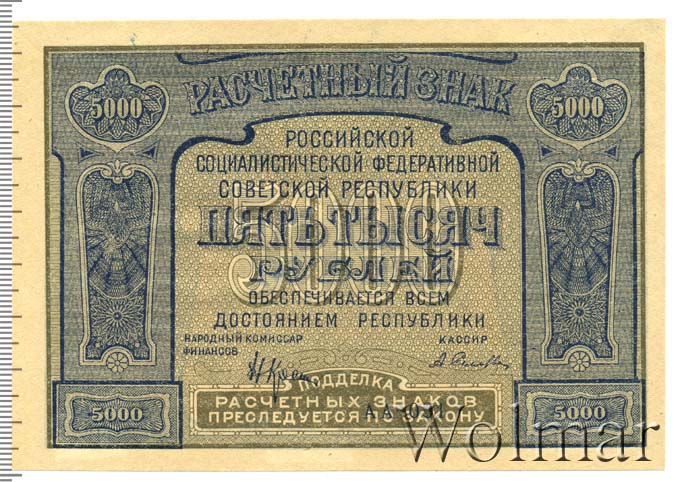 РАСЧЕТНЫЙ ЗНАК
5000 5000
РОССИЙСКОЙ
СОЦИАЛИСТИЧЕСКОЙ ФЕДЕРАТИВНОЙ
СОВЕТСКОЙ РЕСПУБЛИКИ
5000
ПЯТЬ ТЫСЯЧ
РУБЛЕЙ
ОБЕСПЕЧИВАЕТСЯ ВСЕМ
ДОСТОЯНИЕМ РЕСПУБЛИКИ
НАРОДНЫЙ КОМИССАР
ФИНАНСОВ
КАССИР
ПОДДЕЛКА
РАСЧЕТНЫХ ЗНАКОВ
ПРЕСЛЕДУЕТСЯ ПО ЗАКОНУ
5000 5000
Wolmar